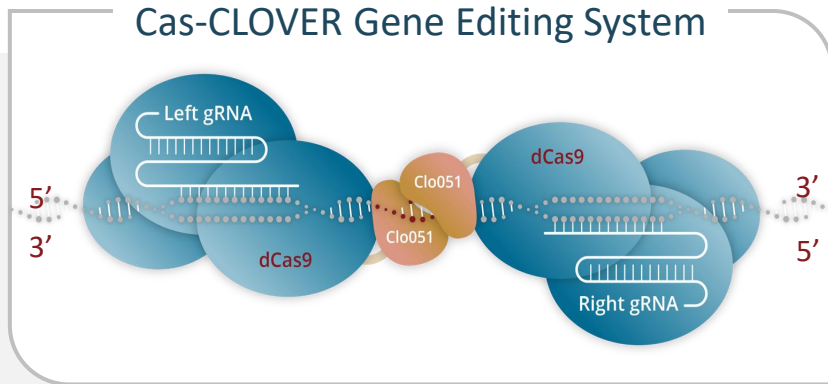 Cas-CLOVER Gene Editing System
Left gRNA
dCas9
Clo051
5’
3’
3’
Clo051
5’
dCas9
Right gRNA